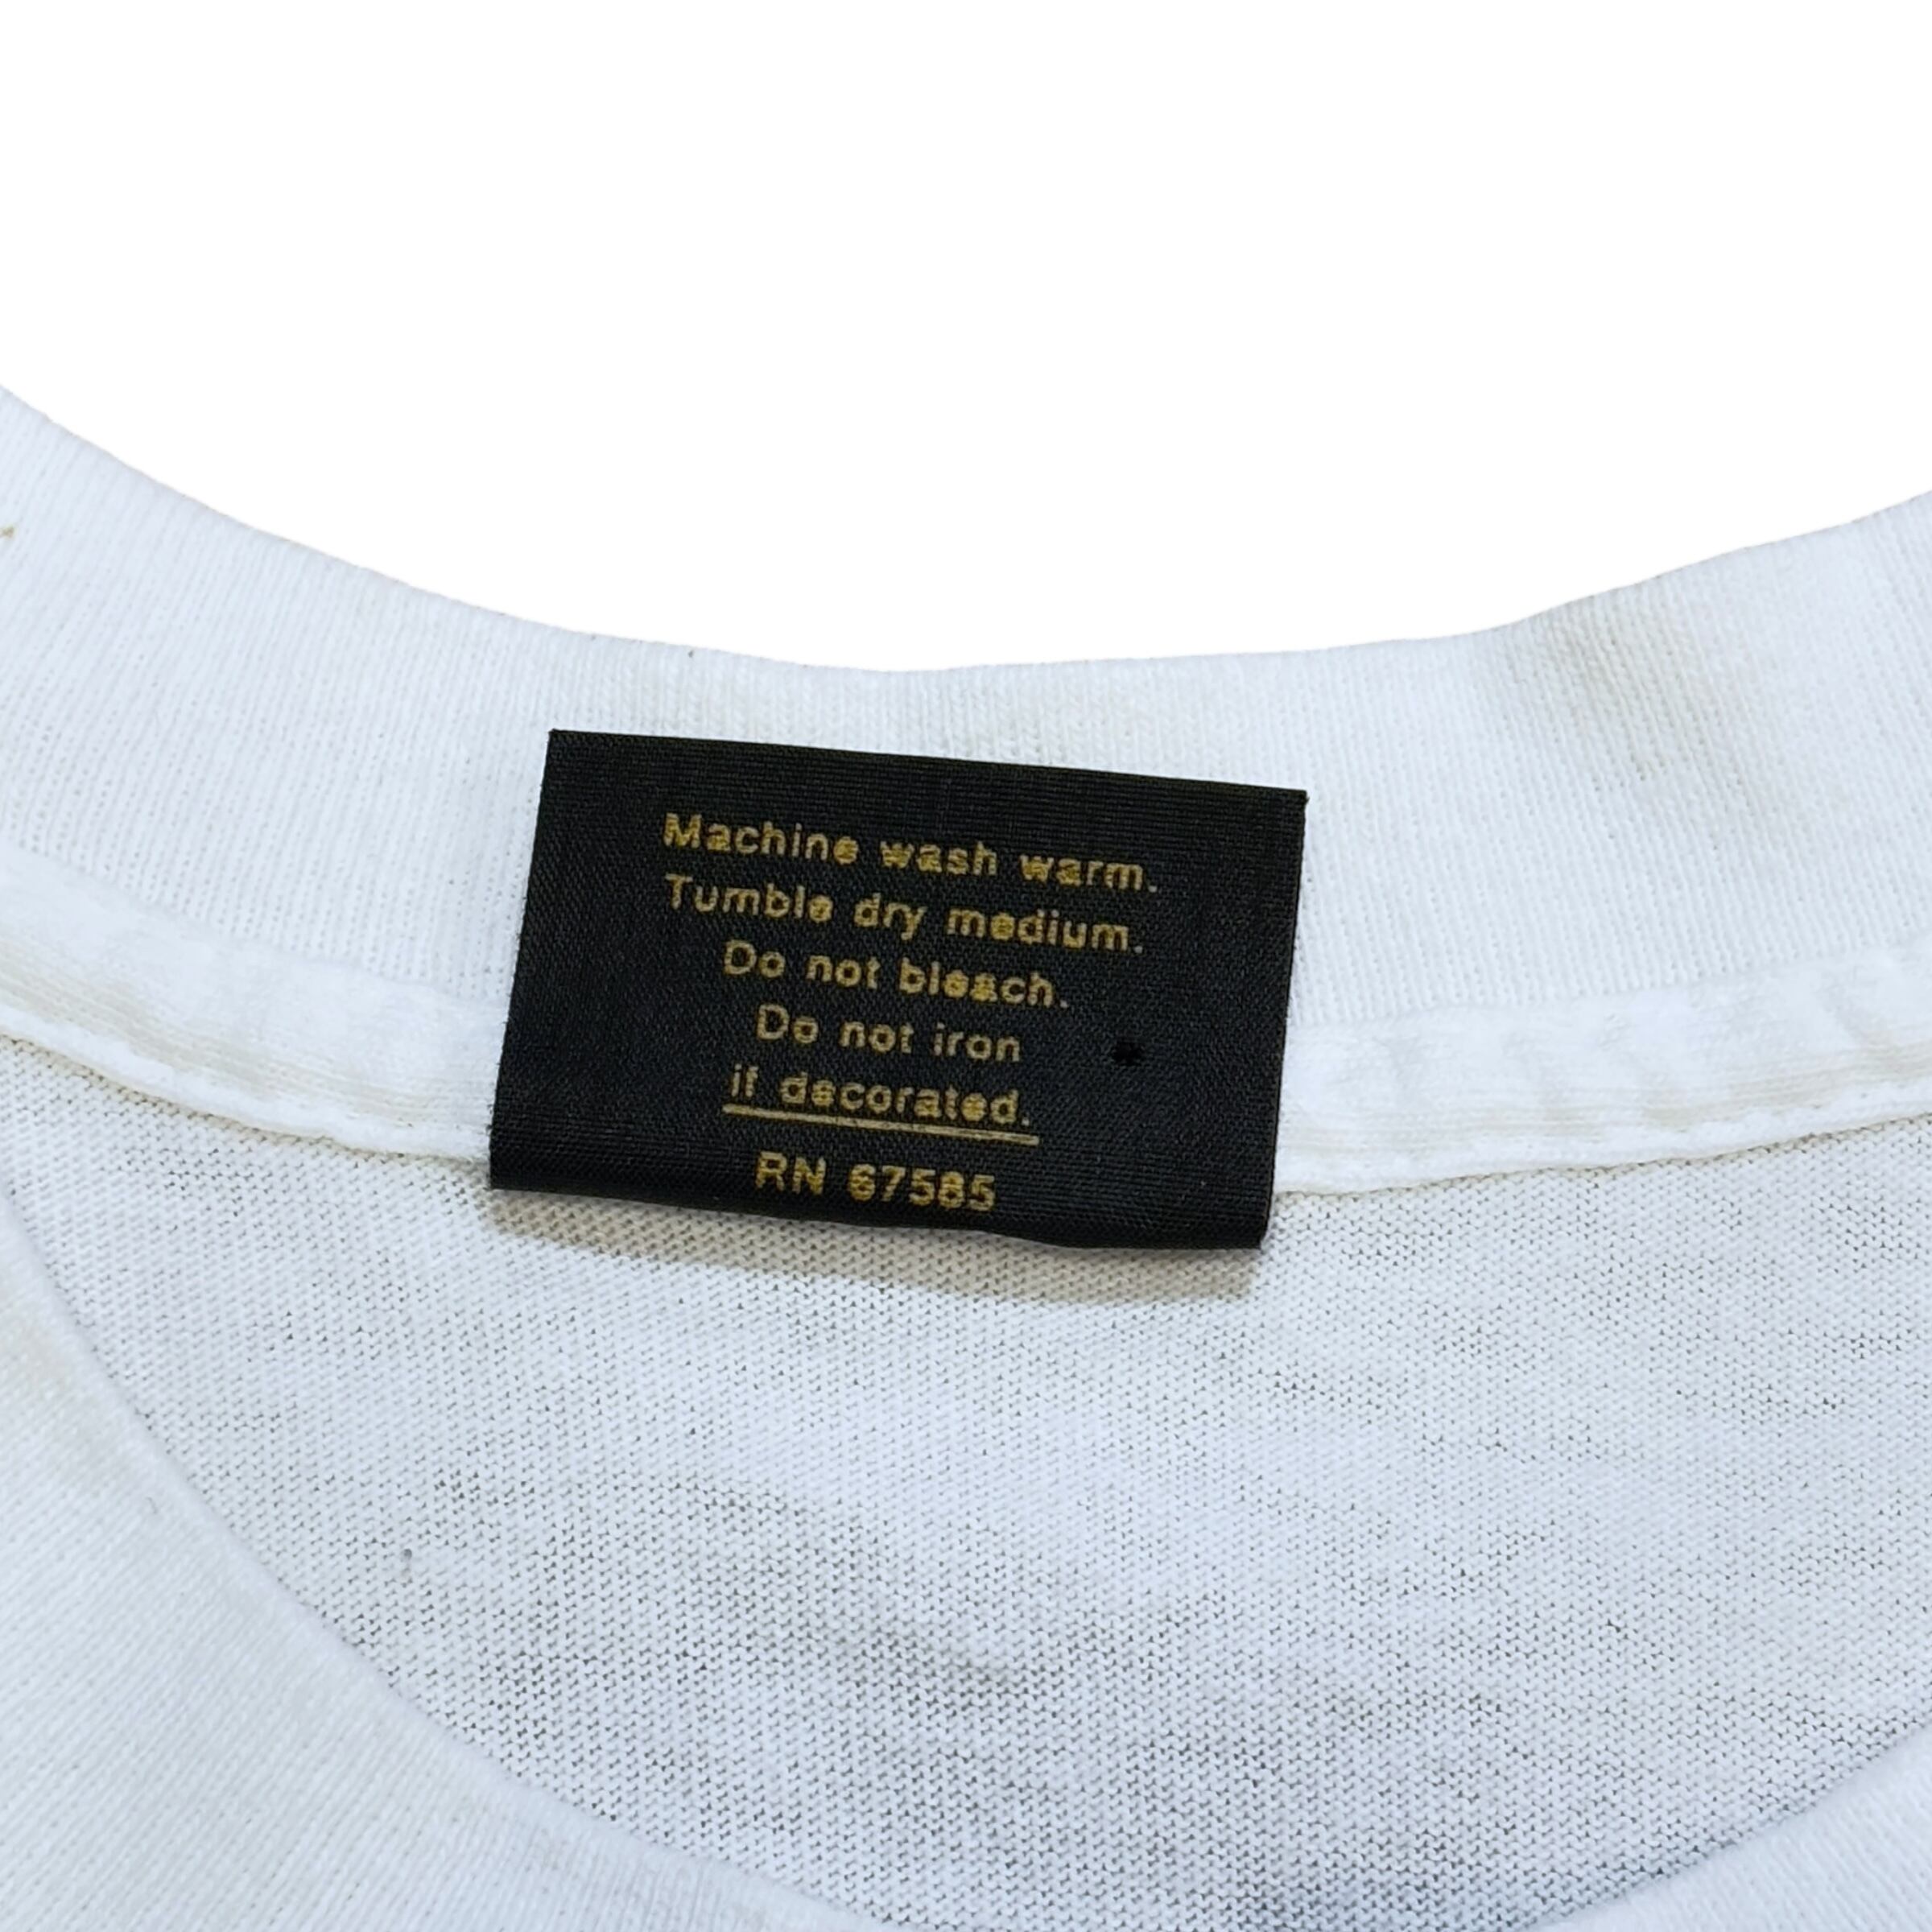 Machine wash warm.
Tumble dry medium.
Do not bleach.
Do not iron
if decorated.
RN 67585